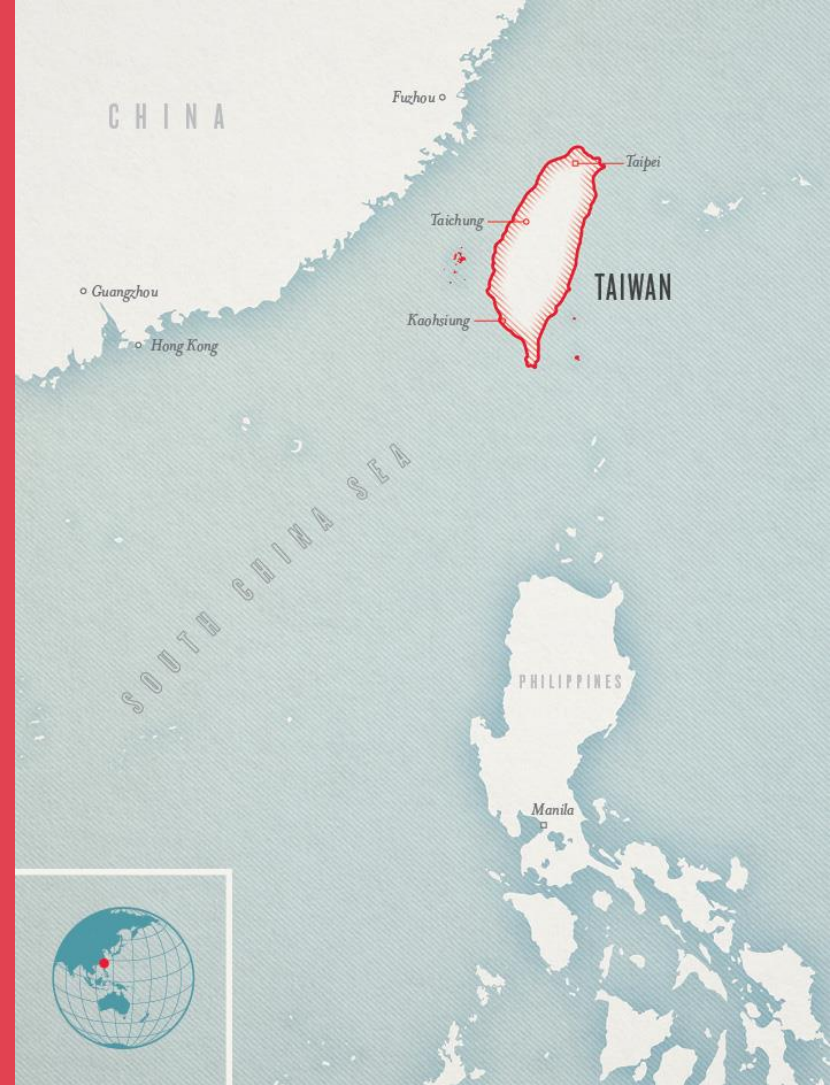 Fuzhou
CHINA
Taipei
Taichung
TAIWAN
Guangzhou
Kaohsiung
Hong Kong
SOUTH CHINA SEA
PHILIPPINES
Manila